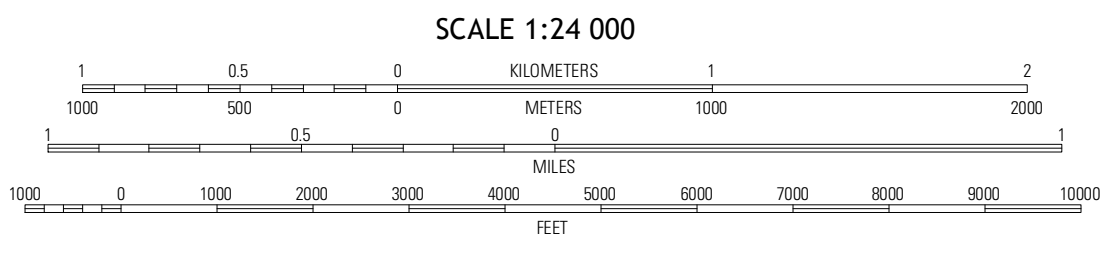 SCALE 1:24 000
1 0.5 0 KILOMETERS 1 2
1000 500 0 METERS 1000 2000
1 0.5 0 1
MILES
1000 0 1000 2000 3000 4000 5000 6000 7000 8000 9000 10000
FEET